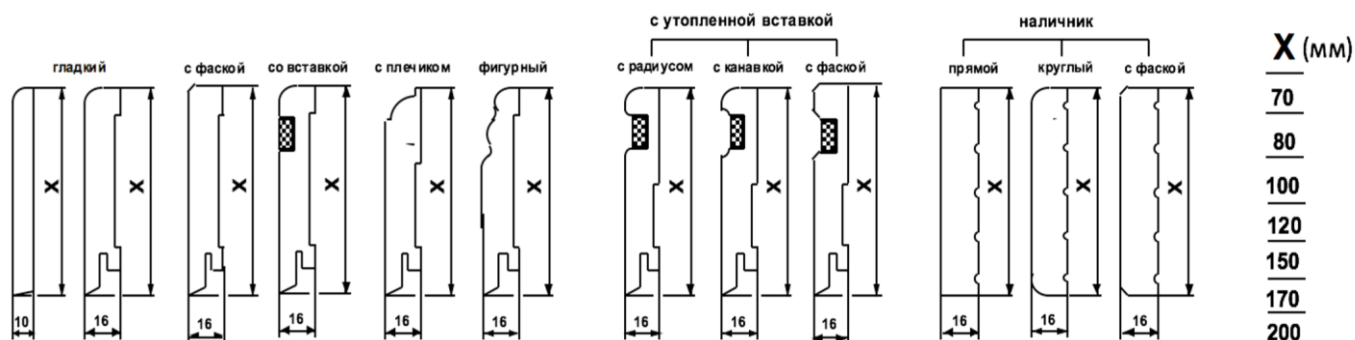 с утопленной вставкой
наличник
X (мм)
гладкий
с фаской
со вставкой
с плечиком
фигурный
с радиусом
с канавкой
с фаской
прямой
круглый
с фаской
70
80
100
120
150
170
200
X
X
X
X
X
X
X
X
X
X
X
X
10
16
16
16
16
16
16
16
16
16
16
16